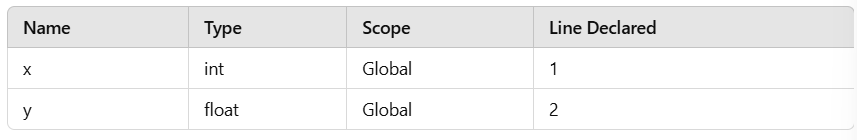 Name Type Scope Line Declared
x int Global 1
y float Global 2